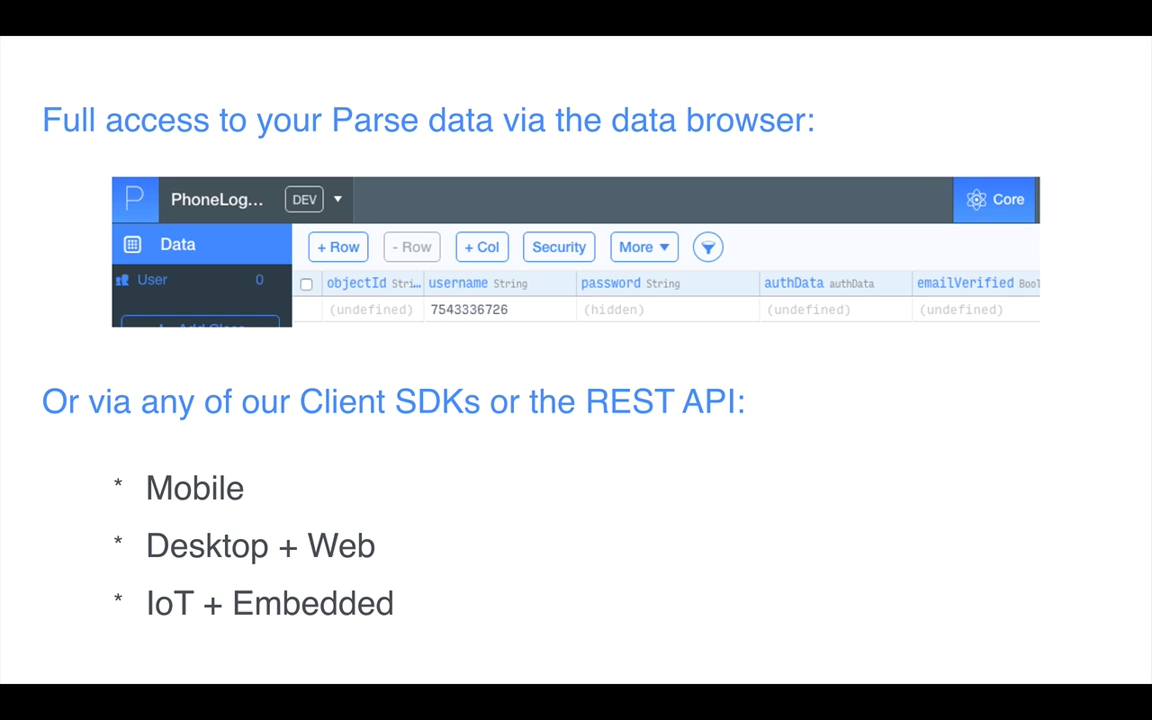 Full access to your Parse data via the data browser:
P PhoneLog... DEV Core
Data + Row - Row + Col Security More
User 0 objectId Stri... username String password String authData authData emailVerified Bool
(undefined) 7543336726 (hidden) (undefined) (undefined)
Or via any of our Client SDKs or the REST API:
* Mobile
* Desktop + Web
* IoT + Embedded